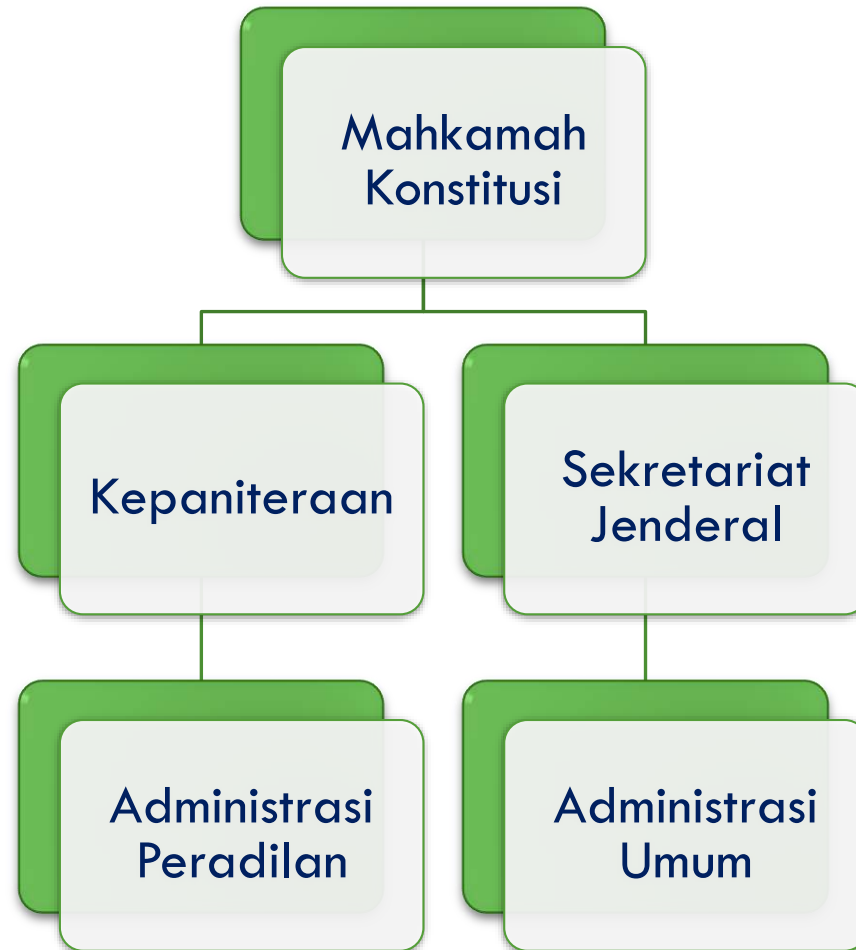 Mahkamah
Konstitusi
Kepaniteraan
Sekretariat
Jenderal
Administrasi
Peradilan
Administrasi
Umum